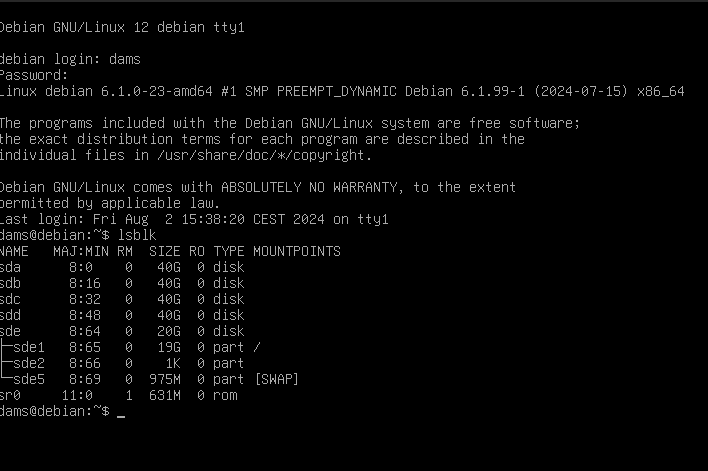 Debian GNU/Linux 12 debian tty1
debian login: dams
Password:
Linux debian 6.1.0-23-amd64 #1 SMP PREEMPT_DYNAMIC Debian 6.1.99-1 (2024-07-15) x86_64
The programs included with the Debian GNU/Linux system are free software;
the exact distribution terms for each program are described in the
individual files in /usr/share/doc/*/copyright.
Debian GNU/Linux comes with ABSOLUTELY NO WARRANTY, to the extent
permitted by applicable law.
Last login: Fri Aug  2 15:38:20 CEST 2024 on tty1
dams@debian:~$ lsblk
NAME   MAJ:MIN RM  SIZE RO TYPE MOUNTPOINTS
sda      8:0    0   40G  0 disk
sdb      8:16   0   40G  0 disk
sdc      8:32   0   40G  0 disk
sdd      8:48   0   40G  0 disk
sde      8:64   0   20G  0 disk
├─sde1   8:65   0   19G  0 part /
├─sde2   8:66   0    1K  0 part
└─sde5   8:69   0  975M  0 part [SWAP]
sr0     11:0    1  631M  0 rom
dams@debian:~$ _